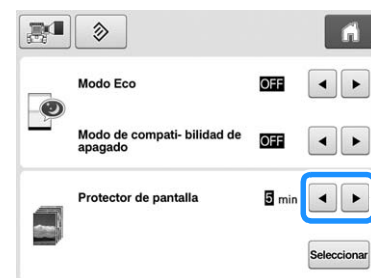 Modo Eco OFF
Modo de compati- bilidad de
apagado OFF
Protector de pantalla 5 min
Seleccionar